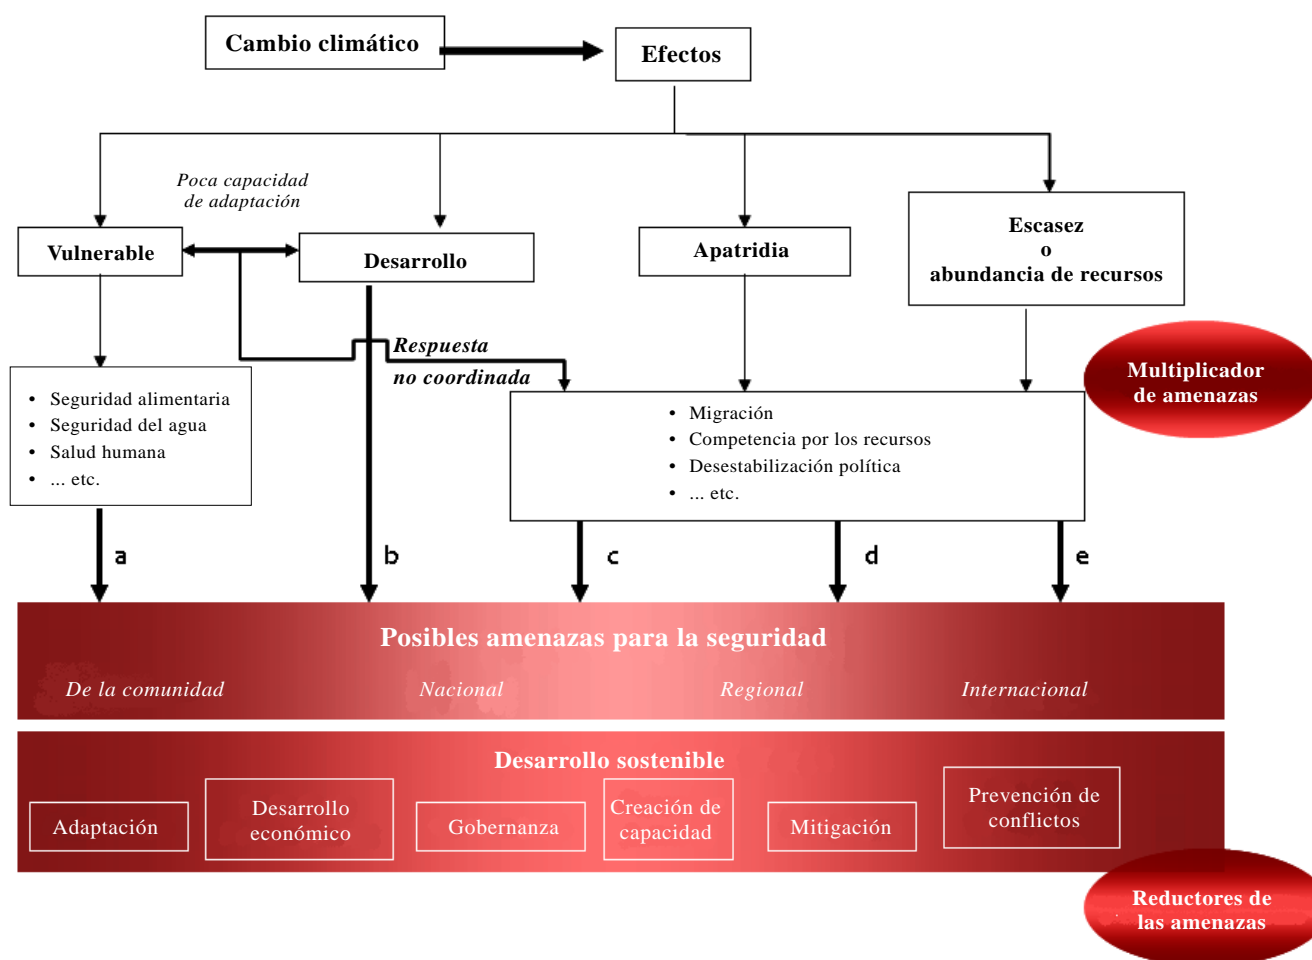 Cambio climático
Efectos
Poca capacidad
de adaptación
Vulnerable
Desarrollo
Apatridia
Escasez
o
abundancia de recursos
Respuesta
no coordinada
Multiplicador
de amenazas
• Seguridad alimentaria
• Seguridad del agua
• Salud humana
• ... etc.
• Migración
• Competencia por los recursos
• Desestabilización política
• ... etc.
a
b
c
d
e
Posibles amenazas para la seguridad
De la comunidad
Nacional
Regional
Internacional
Desarrollo sostenible
Adaptación
Desarrollo
económico
Gobernanza
Creación de
capacidad
Mitigación
Prevención de
conflictos
Reductores de
las amenazas